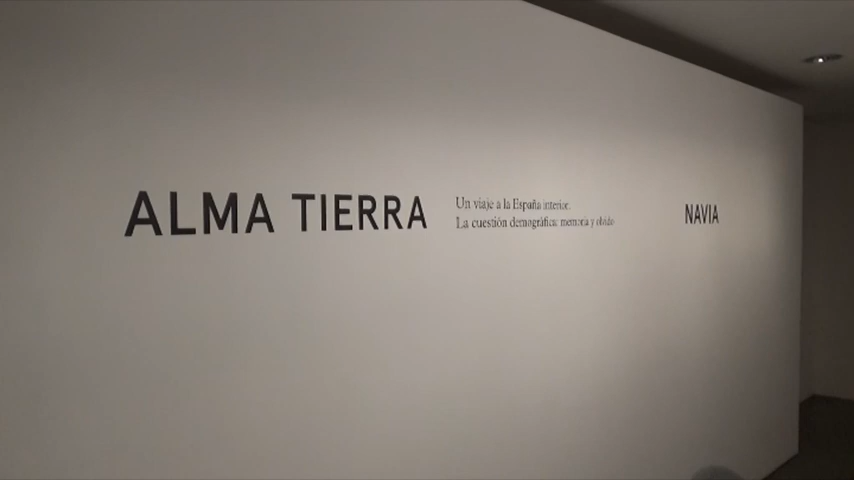 ALMA TIERRA
Un viaje a la España interior.
La cuestión demográfica: memoria y olvido
NAVIA